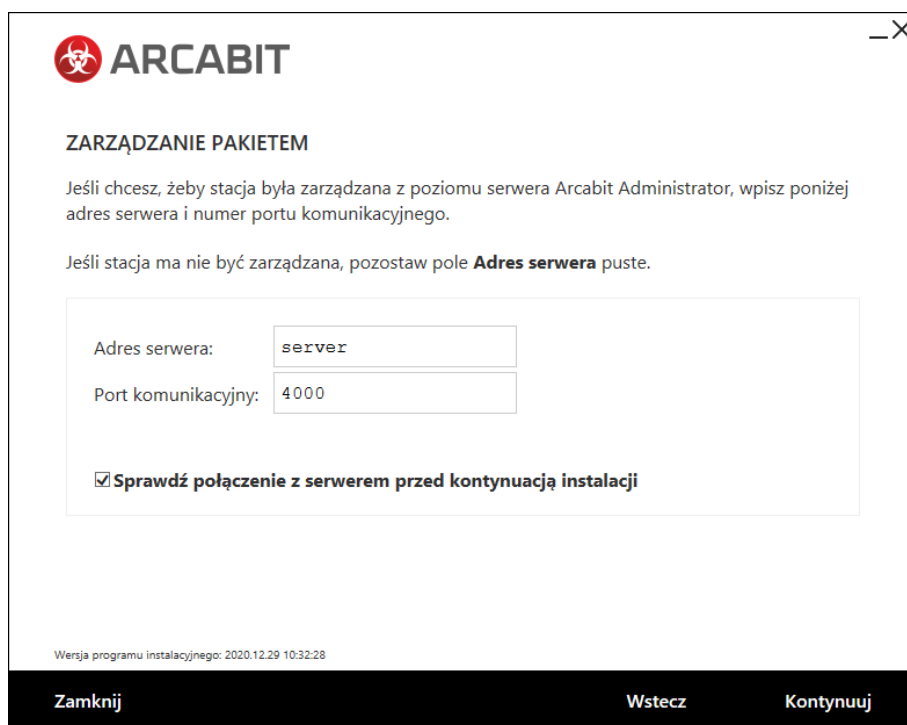 ARCABIT
ZARZĄDZANIE PAKIETEM
Jeśli chcesz, żeby stacja była zarządzana z poziomu serwera Arcabit Administrator, wpisz poniżej
adres serwera i numer portu komunikacyjnego.
Jeśli stacja ma nie być zarządzana, pozostaw pole Adres serwera puste.
Adres serwera: server
Port komunikacyjny: 4000
Sprawdź połączenie z serwerem przed kontynuacją instalacji
Wersja programu instalacyjnego: 2020.12.29 10:32:28
Zamknij Wstecz Kontynuuj